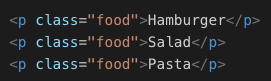 <p class="food">Hamburger</p>
<p class="food">Salad</p>
<p class="food">Pasta</p>